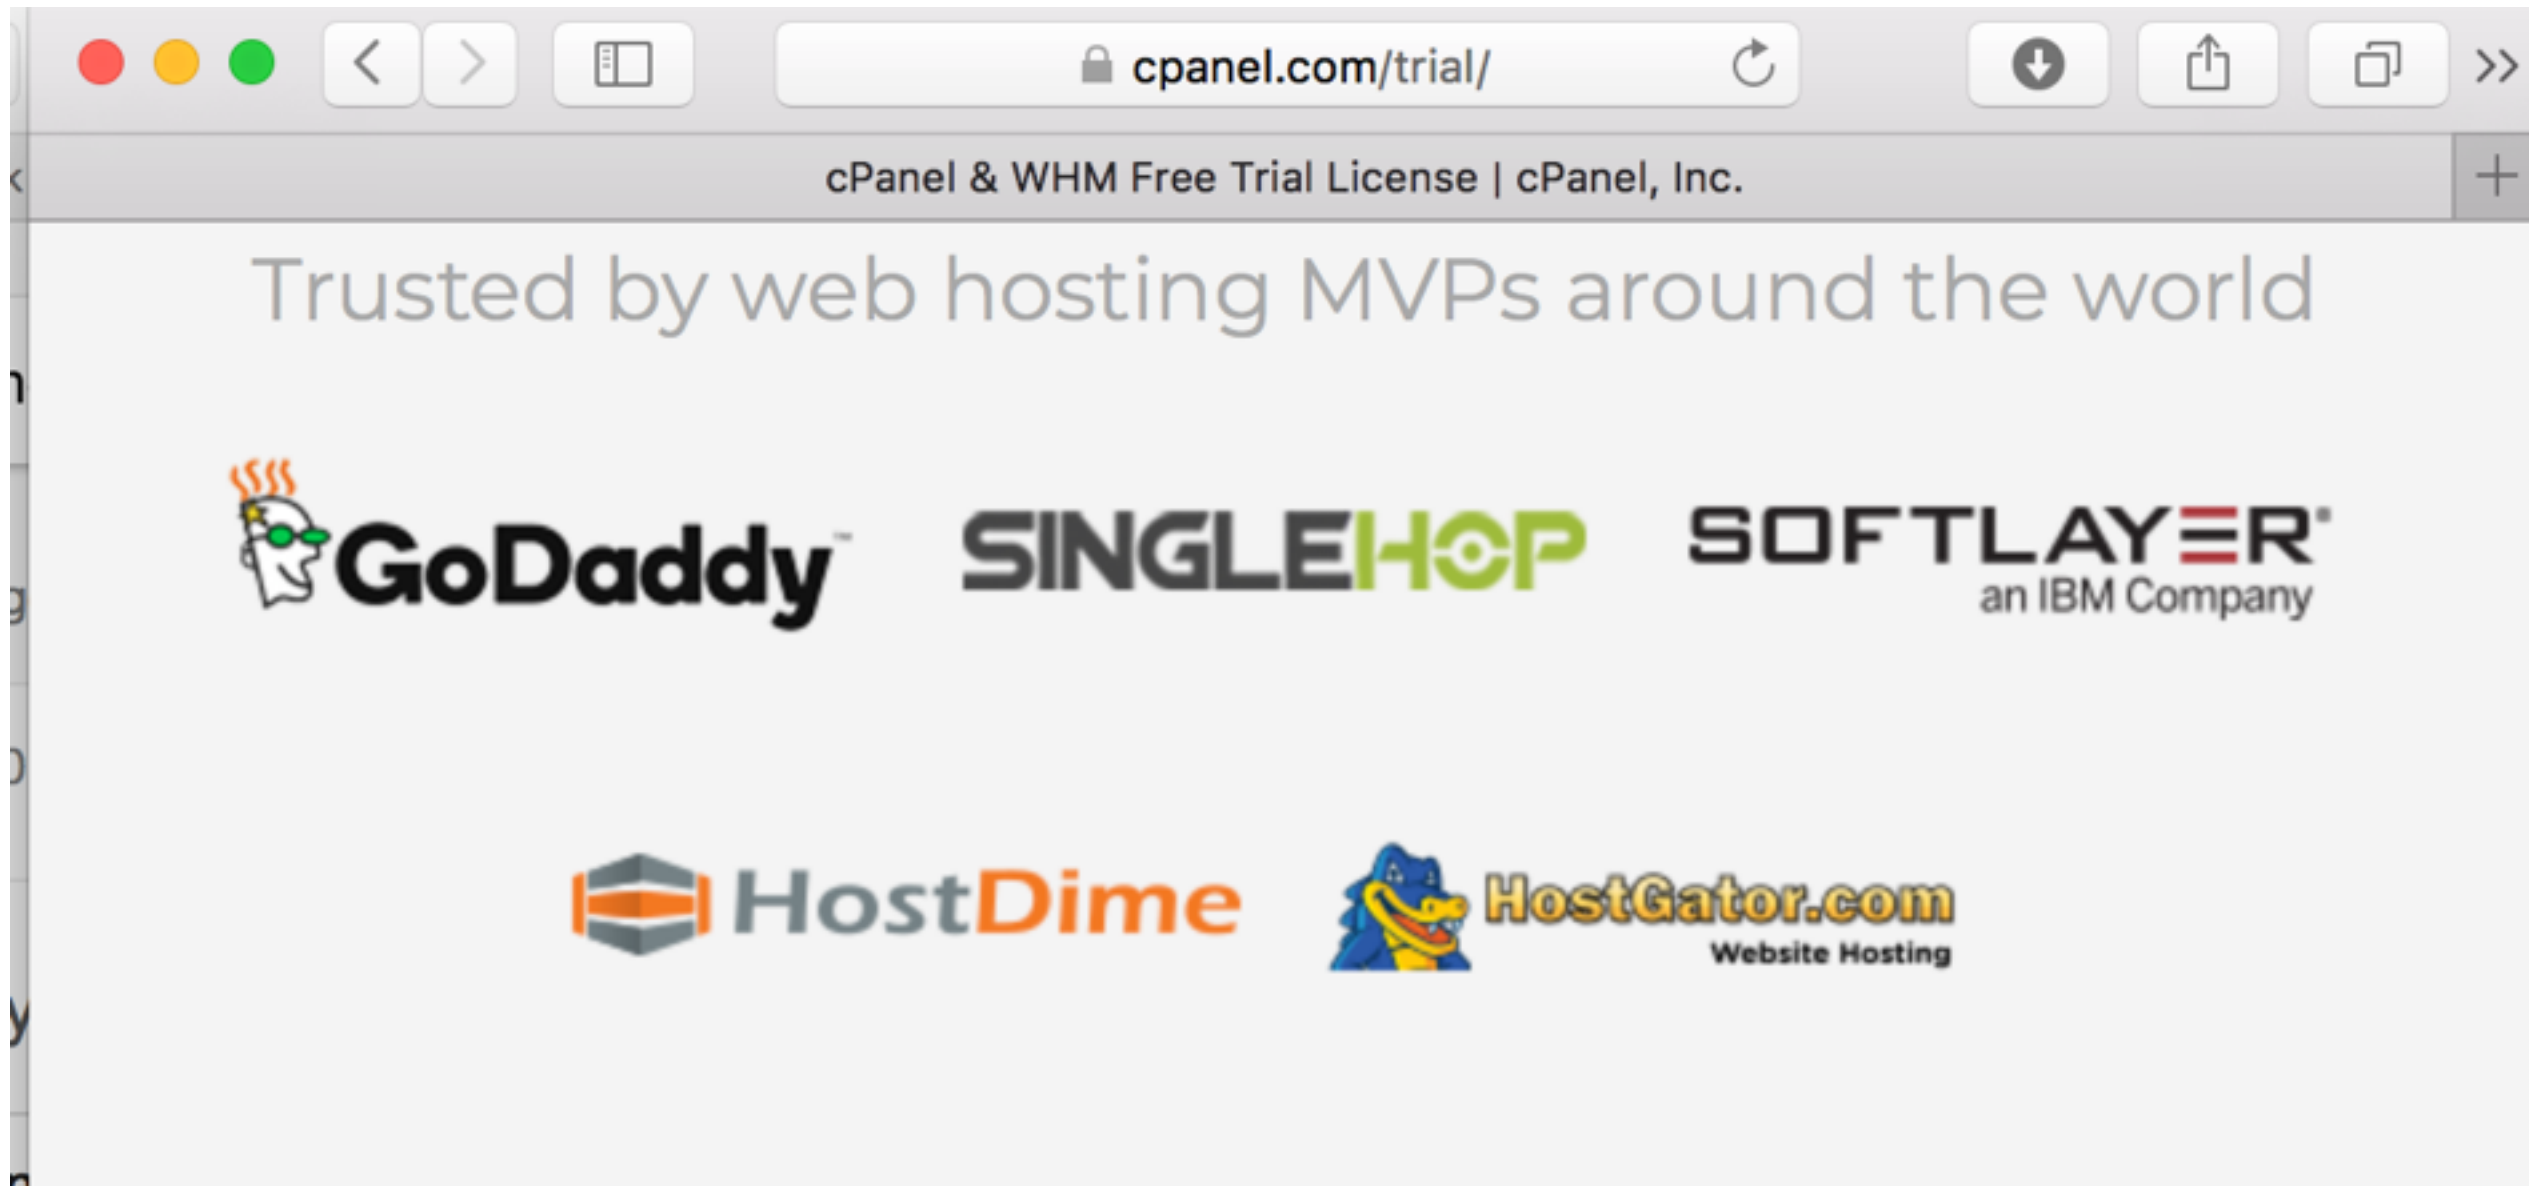 cpanel.com/trial/
cPanel & WHM Free Trial License | cPanel, Inc.
Trusted by web hosting MVPs around the world
GoDaddy™
SINGLEHOP
SOFTLAYER
an IBM Company
HostDime
HostGator.com
Website Hosting